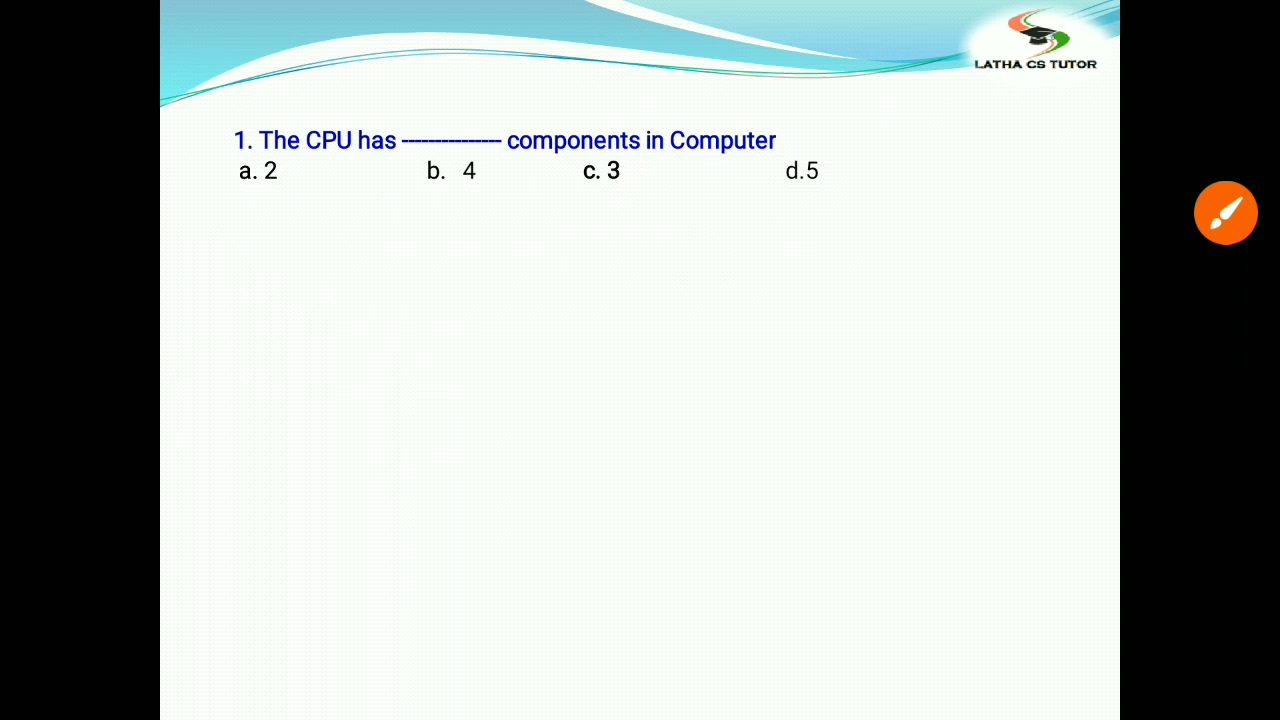 LATHA CS TUTOR
1. The CPU has --------------- components in Computer
a. 2 b. 4 c. 3 d.5